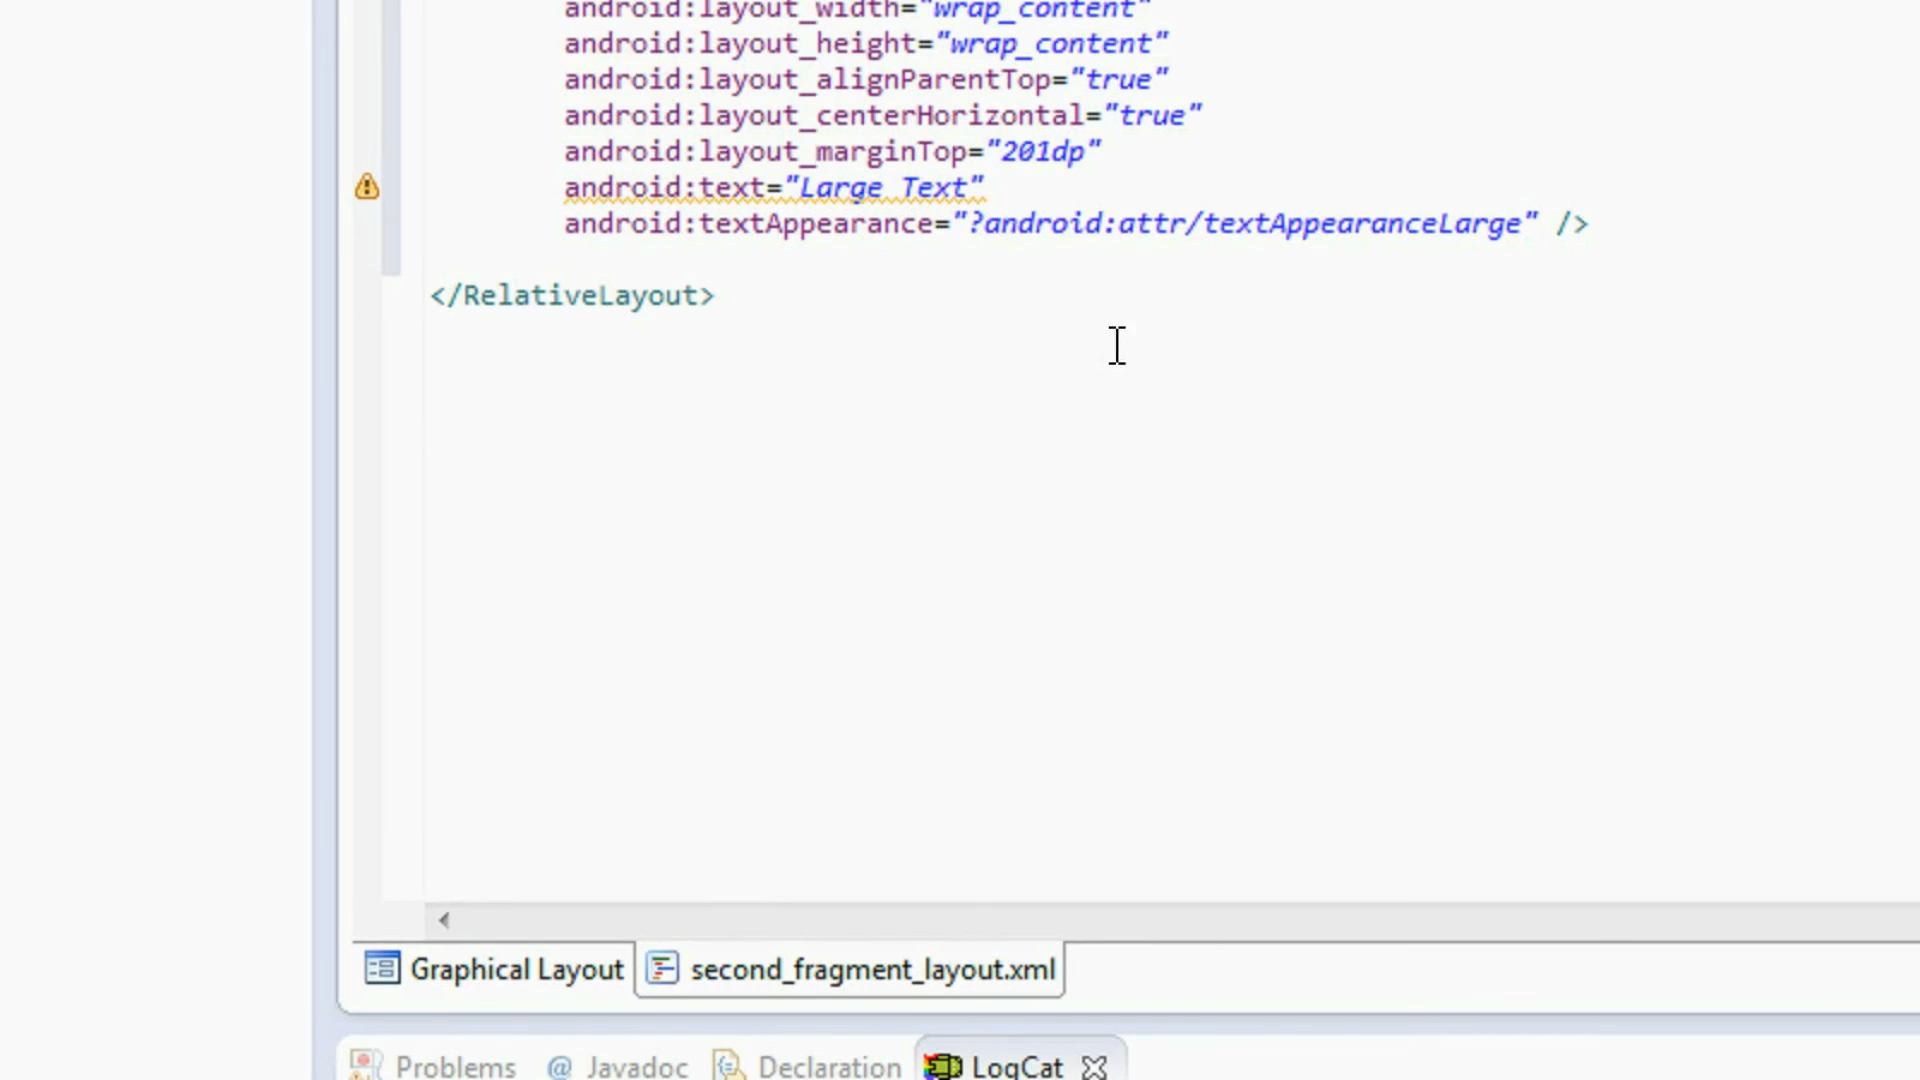 android:layout_width="wrap_content"
android:layout_height="wrap_content"
android:layout_alignParentTop="true"
android:layout_centerHorizontal="true"
android:layout_marginTop="201dp"
android:text="Large Text"
android:textAppearance="?android:attr/textAppearanceLarge" />
</RelativeLayout>
Graphical Layout second_fragment_layout.xml
Problems @ Javadoc Declaration LogCat